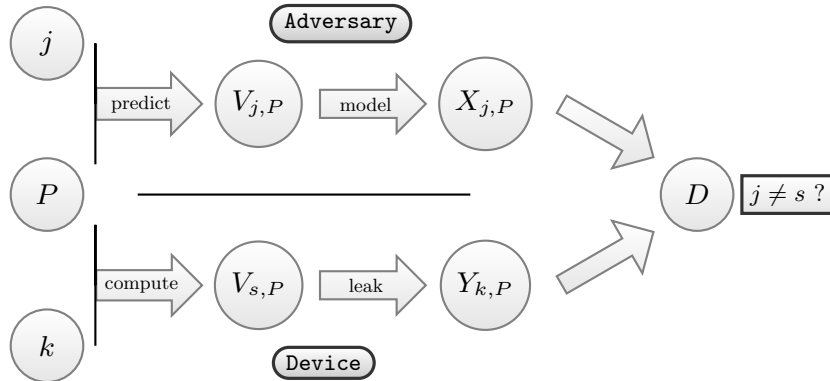 j
Adversary
predict
V_{j,P}
model
X_{j,P}
P
D
j ≠ s ?
compute
V_{s,P}
leak
Y_{k,P}
k
Device